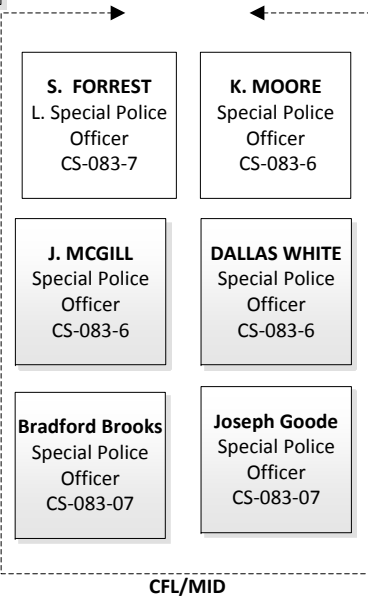 S. FORREST
L. Special Police
Officer
CS-083-7
K. MOORE
Special Police
Officer
CS-083-6
J. MCGILL
Special Police
Officer
CS-083-6
DALLAS WHITE
Special Police
Officer
CS-083-6
Bradford Brooks
Special Police
Officer
CS-083-07
Joseph Goode
Special Police
Officer
CS-083-07
CFL/MID